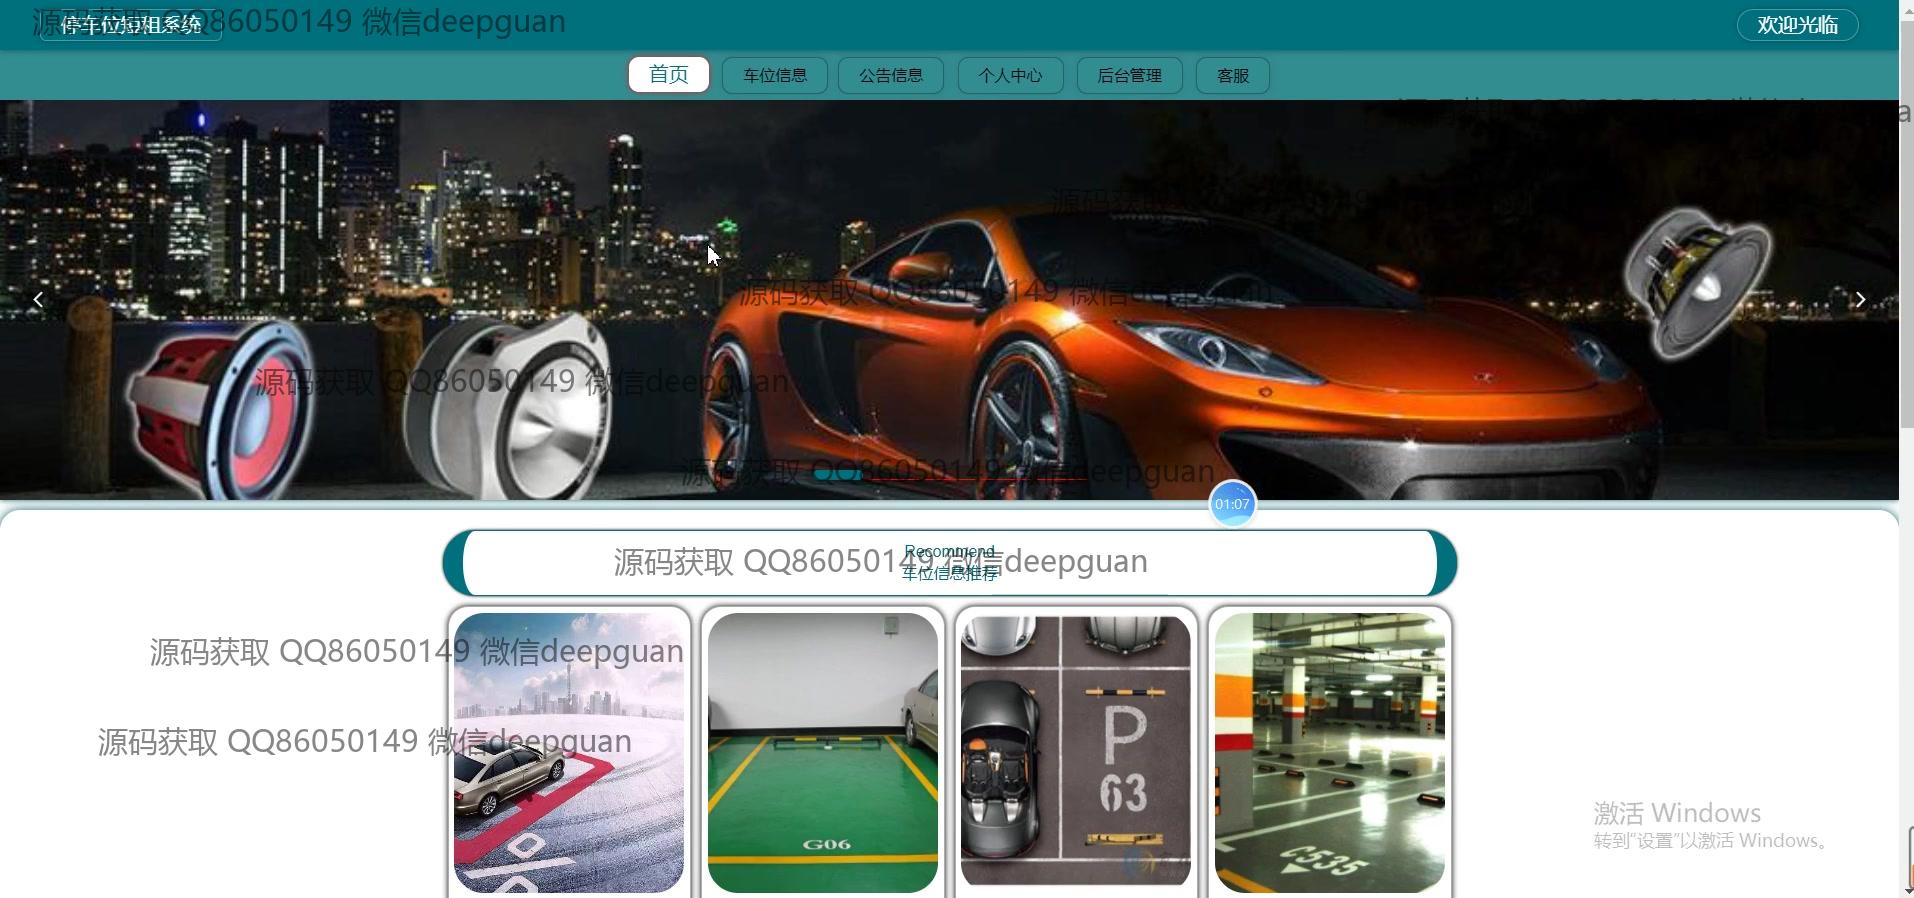 停车位短租系统
源码获取 QQ86050149 微信deepguan
欢迎光临
首页
车位信息
公告信息
个人中心
后台管理
客服
源码获取 QQ86050149 微信deepguan
源码获取 QQ86050149 微信deepguan
源码获取 QQ86050149 微信deepguan
01:07
Recommend
车位信息推荐
源码获取 QQ86050149 微信deepguan
源码获取 QQ86050149 微信deepguan
源码获取 QQ86050149 微信deepguan
%
G06
P
63
C535
激活 Windows
转到“设置”以激活 Windows。